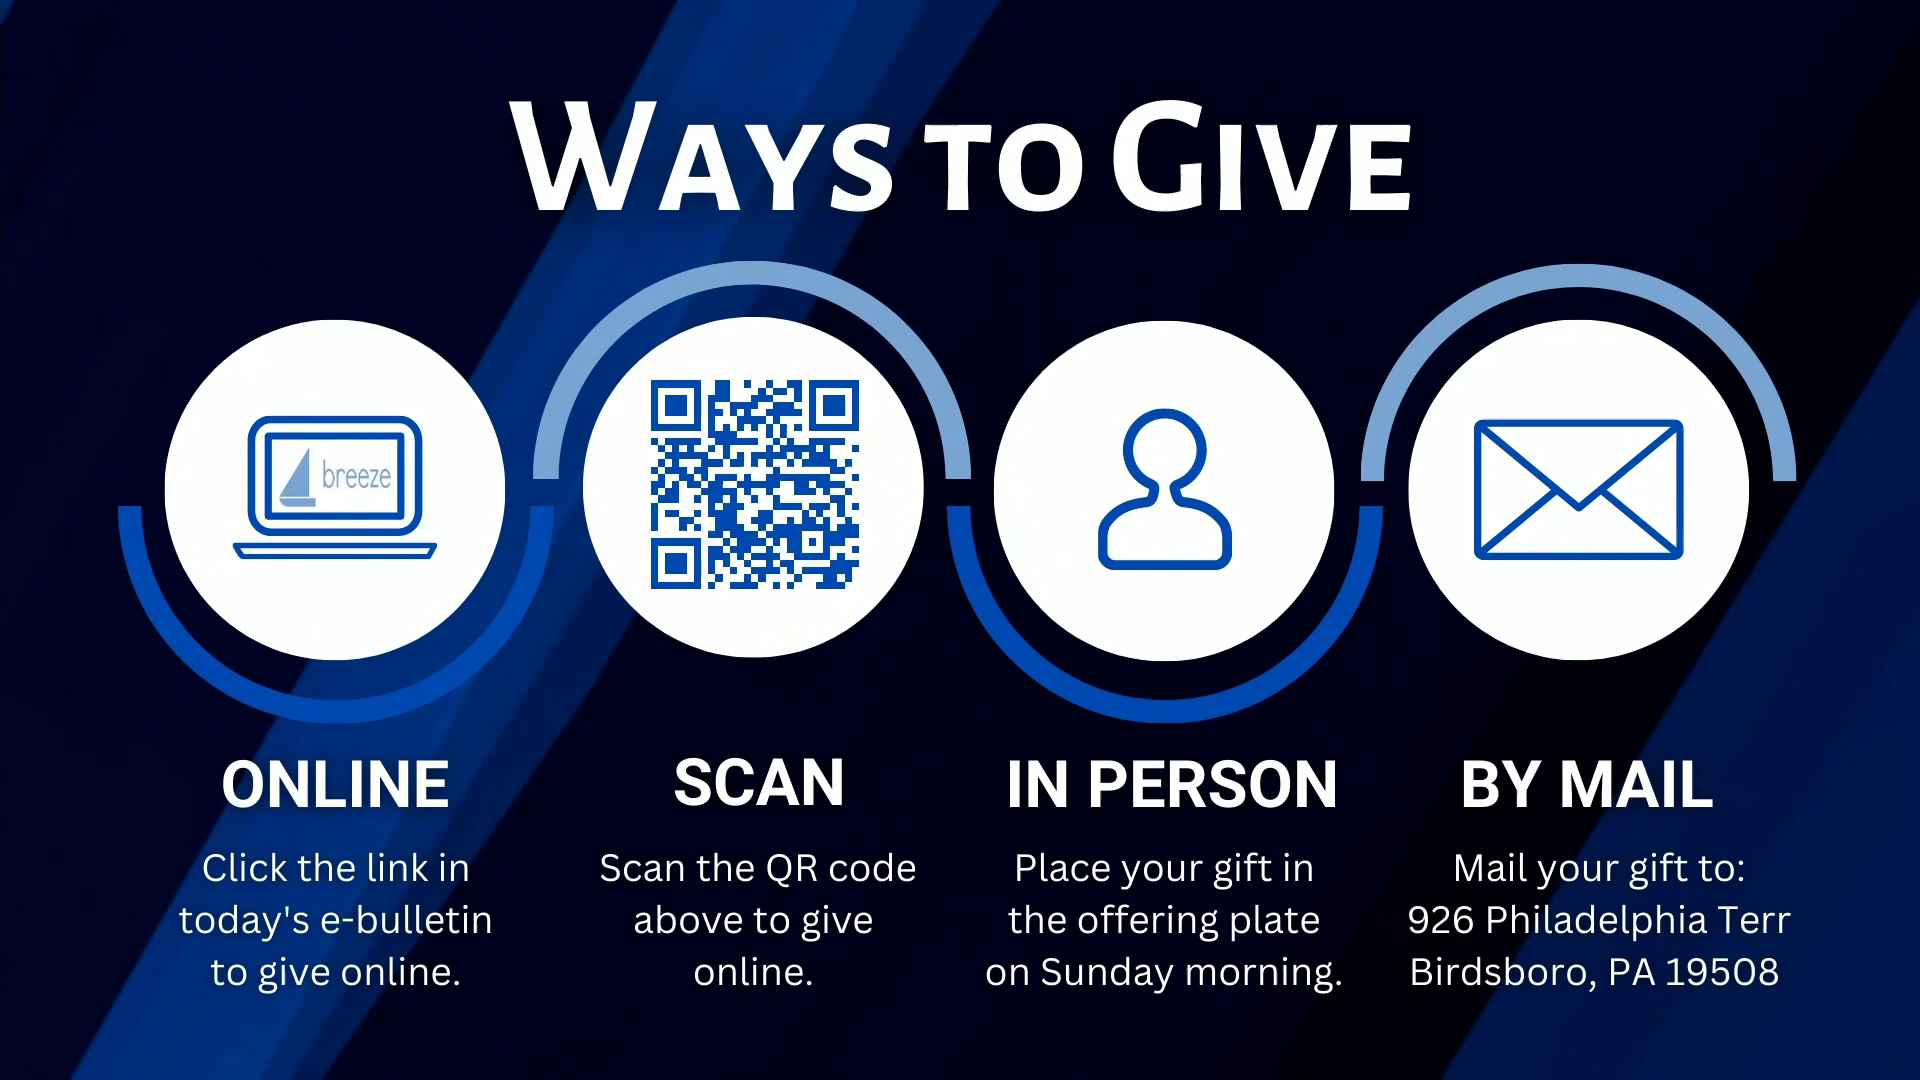 Ways to Give
breeze
ONLINE
Click the link in
today's e-bulletin
to give online.
SCAN
Scan the QR code
above to give
online.
IN PERSON
Place your gift in
the offering plate
on Sunday morning.
BY MAIL
Mail your gift to:
926 Philadelphia Terr
Birdsboro, PA 19508